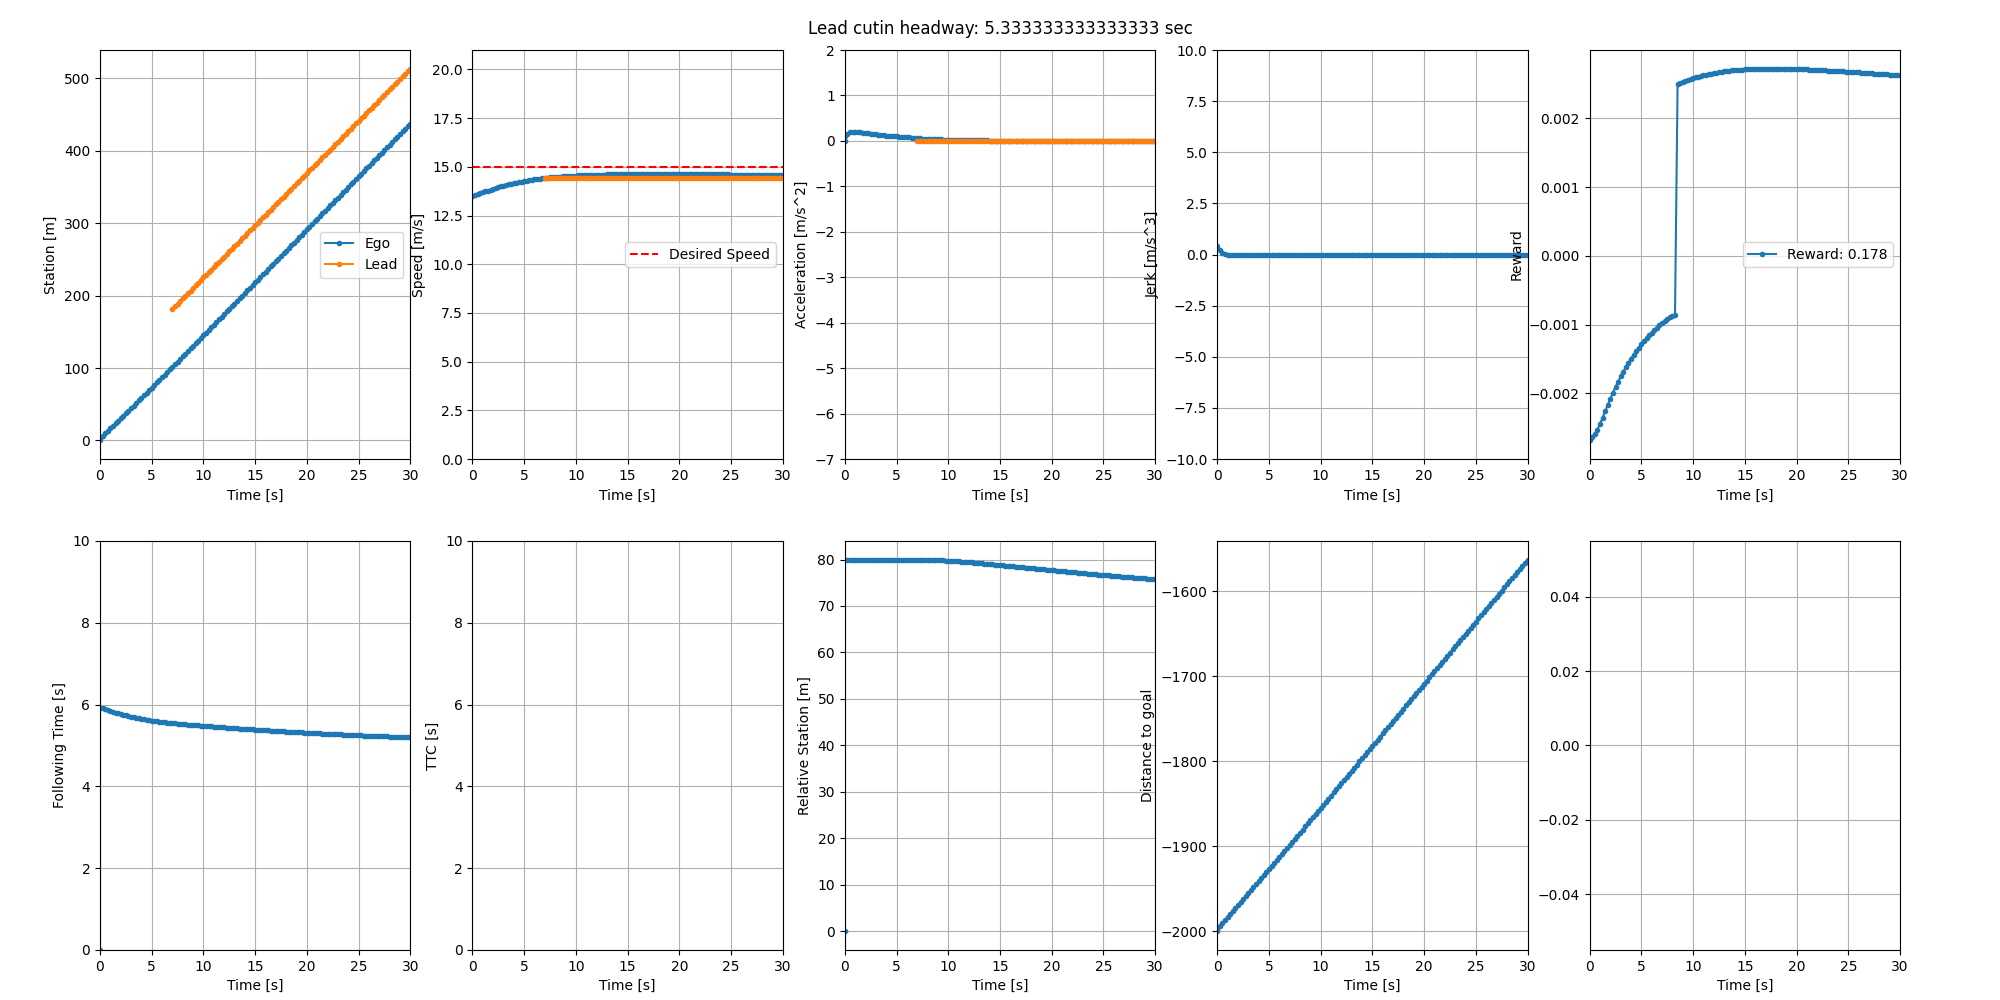 Lead cutin headway: 5.333333333333333 sec
Station [m]
500
400
300
200
100
0
0 5 10 15 20 25 30
Time [s]
Ego
Lead
Speed [m/s]
20.0
17.5
15.0
12.5
10.0
7.5
5.0
2.5
0.0
0 5 10 15 20 25 30
Time [s]
Desired Speed
Acceleration [m/s^2]
2
1
0
−1
−2
−3
−4
−5
−6
−7
0 5 10 15 20 25 30
Time [s]
Jerk [m/s^3]
10.0
7.5
5.0
2.5
0.0
−2.5
−5.0
−7.5
−10.0
0 5 10 15 20 25 30
Time [s]
Reward
0.002
0.001
0.000
−0.001
−0.002
0 5 10 15 20 25 30
Time [s]
Reward: 0.178
Following Time [s]
10
8
6
4
2
0
0 5 10 15 20 25 30
Time [s]
TTC [s]
10
8
6
4
2
0
0 5 10 15 20 25 30
Time [s]
Relative Station [m]
80
70
60
50
40
30
20
10
0
0 5 10 15 20 25 30
Time [s]
Distance to goal
−1600
−1700
−1800
−1900
−2000
0 5 10 15 20 25 30
Time [s]
0.04
0.02
0.00
−0.02
−0.04
0 5 10 15 20 25 30
Time [s]